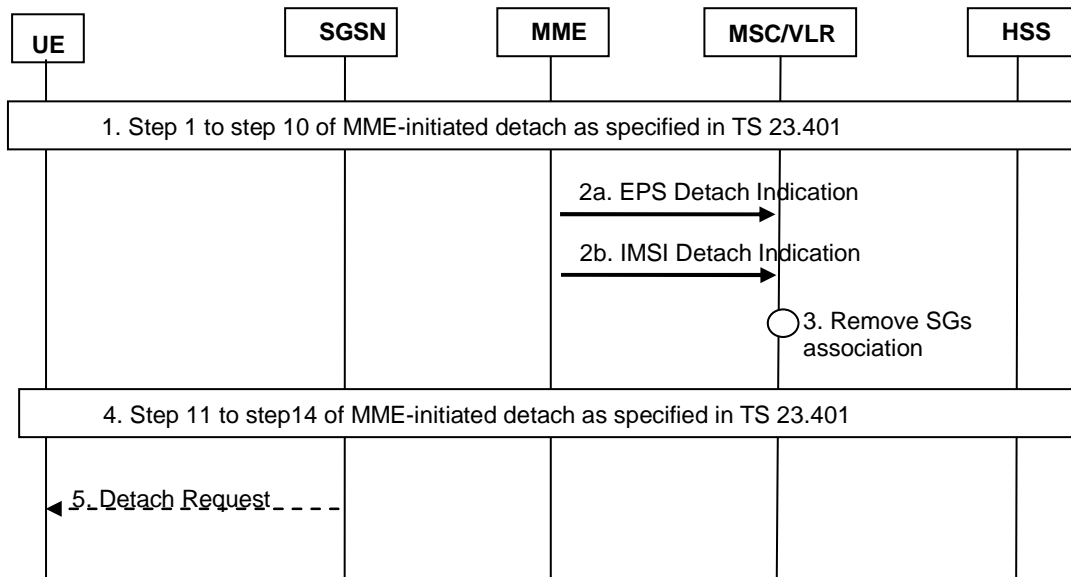 UE
SGSN
MME
MSC/VLR
HSS
1. Step 1 to step 10 of MME-initiated detach as specified in TS 23.401
2a. EPS Detach Indication
2b. IMSI Detach Indication
3. Remove SGs
association
4. Step 11 to step14 of MME-initiated detach as specified in TS 23.401
5. Detach Request